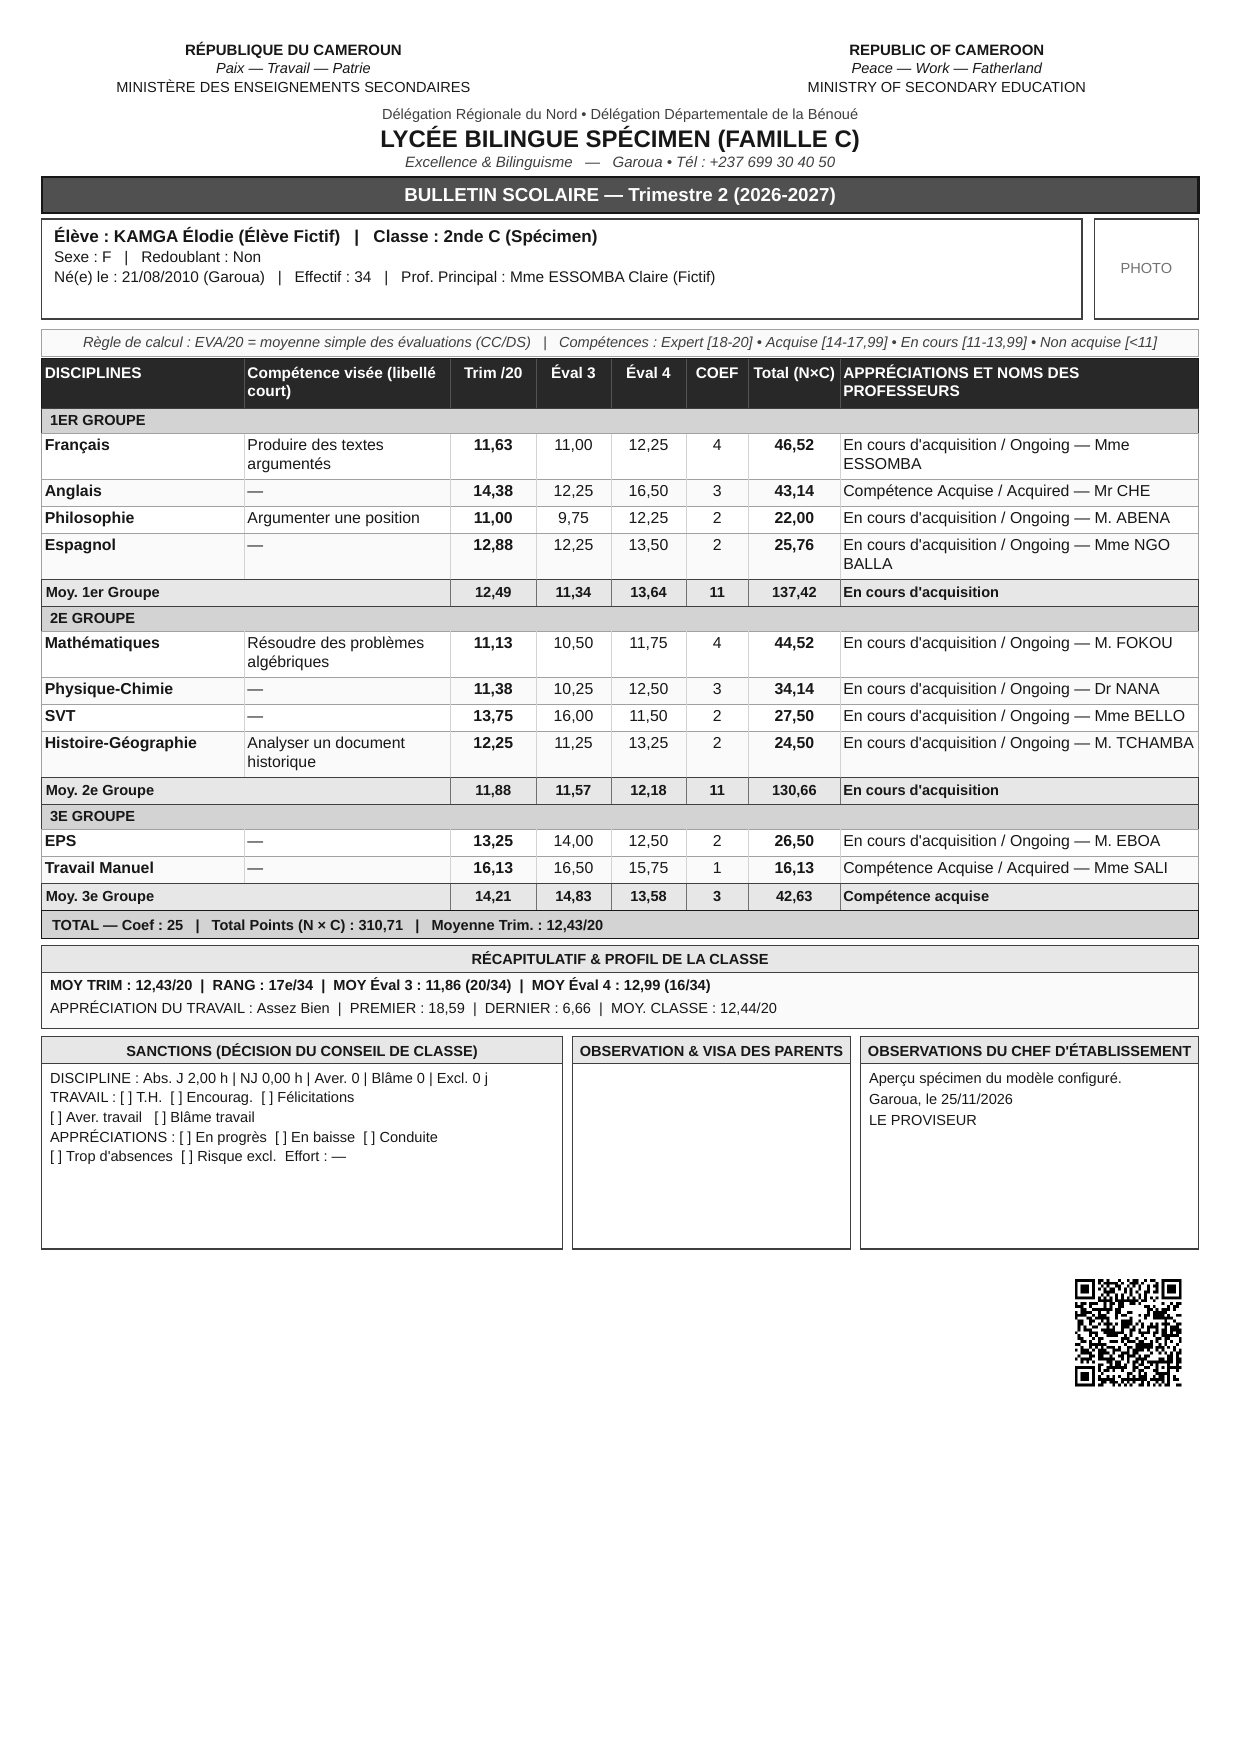 RÉPUBLIQUE DU CAMEROUN
Paix — Travail — Patrie
MINISTÈRE DES ENSEIGNEMENTS SECONDAIRES
REPUBLIC OF CAMEROON
Peace — Work — Fatherland
MINISTRY OF SECONDARY EDUCATION
Délégation Régionale du Nord • Délégation Départementale de la Bénoué
LYCÉE BILINGUE SPÉCIMEN (FAMILLE C)
Excellence & Bilinguisme — Garoua • Tél : +237 699 30 40 50
BULLETIN SCOLAIRE — Trimestre 2 (2026-2027)
Élève : KAMGA Élodie (Élève Fictif) | Classe : 2nde C (Spécimen)
Sexe : F | Redoublant : Non
Né(e) le : 21/08/2010 (Garoua) | Effectif : 34 | Prof. Principal : Mme ESSOMBA Claire (Fictif)
PHOTO
Règle de calcul : EVA/20 = moyenne simple des évaluations (CC/DS) | Compétences : Expert [18-20] • Acquise [14-17,99] • En cours [11-13,99] • Non acquise [<11]
DISCIPLINES Compétence visée (libellé court) Trim /20 Éval 3 Éval 4 COEF Total (N×C) APPRÉCIATIONS ET NOMS DES PROFESSEURS
1ER GROUPE
Français Produire des textes argumentés 11,63 11,00 12,25 4 46,52 En cours d'acquisition / Ongoing — Mme ESSOMBA
Anglais — 14,38 12,25 16,50 3 43,14 Compétence Acquise / Acquired — Mr CHE
Philosophie Argumenter une position 11,00 9,75 12,25 2 22,00 En cours d'acquisition / Ongoing — M. ABENA
Espagnol — 12,88 12,25 13,50 2 25,76 En cours d'acquisition / Ongoing — Mme NGO BALLA
Moy. 1er Groupe 12,49 11,34 13,64 11 137,42 En cours d'acquisition
2E GROUPE
Mathématiques Résoudre des problèmes algébriques 11,13 10,50 11,75 4 44,52 En cours d'acquisition / Ongoing — M. FOKOU
Physique-Chimie — 11,38 10,25 12,50 3 34,14 En cours d'acquisition / Ongoing — Dr NANA
SVT — 13,75 16,00 11,50 2 27,50 En cours d'acquisition / Ongoing — Mme BELLO
Histoire-Géographie Analyser un document historique 12,25 11,25 13,25 2 24,50 En cours d'acquisition / Ongoing — M. TCHAMBA
Moy. 2e Groupe 11,88 11,57 12,18 11 130,66 En cours d'acquisition
3E GROUPE
EPS — 13,25 14,00 12,50 2 26,50 En cours d'acquisition / Ongoing — M. EBOA
Travail Manuel — 16,13 16,50 15,75 1 16,13 Compétence Acquise / Acquired — Mme SALI
Moy. 3e Groupe 14,21 14,83 13,58 3 42,63 Compétence acquise
TOTAL — Coef : 25 | Total Points (N × C) : 310,71 | Moyenne Trim. : 12,43/20
RÉCAPITULATIF & PROFIL DE LA CLASSE
MOY TRIM : 12,43/20 | RANG : 17e/34 | MOY Éval 3 : 11,86 (20/34) | MOY Éval 4 : 12,99 (16/34)
APPRÉCIATION DU TRAVAIL : Assez Bien | PREMIER : 18,59 | DERNIER : 6,66 | MOY. CLASSE : 12,44/20
SANCTIONS (DÉCISION DU CONSEIL DE CLASSE)
DISCIPLINE : Abs. J 2,00 h | NJ 0,00 h | Aver. 0 | Blâme 0 | Excl. 0 j
TRAVAIL : [ ] T.H. [ ] Encourag. [ ] Félicitations
[ ] Aver. travail [ ] Blâme travail
APPRÉCIATIONS : [ ] En progrès [ ] En baisse [ ] Conduite
[ ] Trop d'absences [ ] Risque excl. Effort : —
OBSERVATION & VISA DES PARENTS
OBSERVATIONS DU CHEF D'ÉTABLISSEMENT
Aperçu spécimen du modèle configuré.
Garoua, le 25/11/2026
LE PROVISEUR